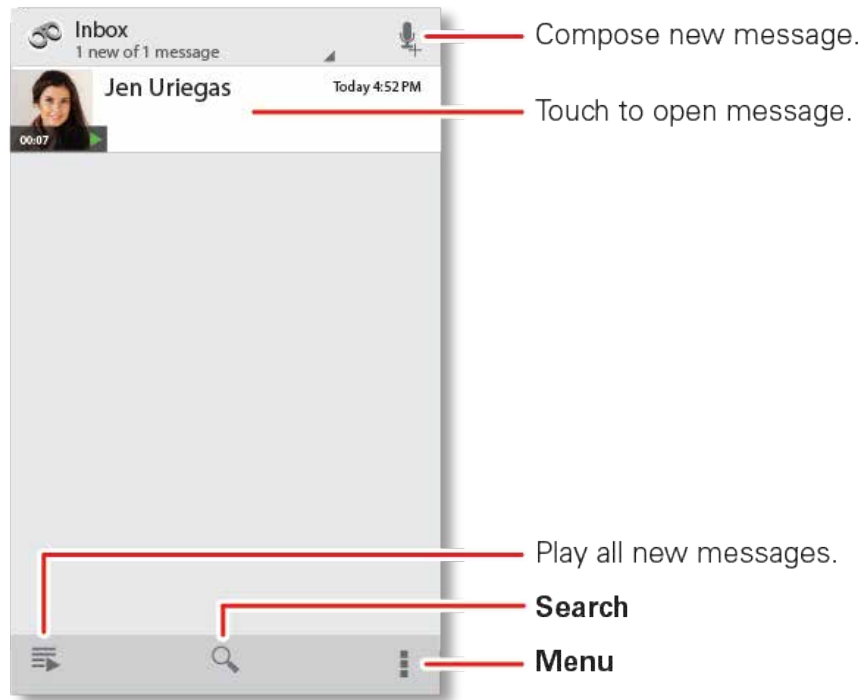 Inbox
1 new of 1 message
Compose new message.
Jen Uriegas
Today 4:52 PM
Touch to open message.
00:07
Play all new messages.
Search
Menu